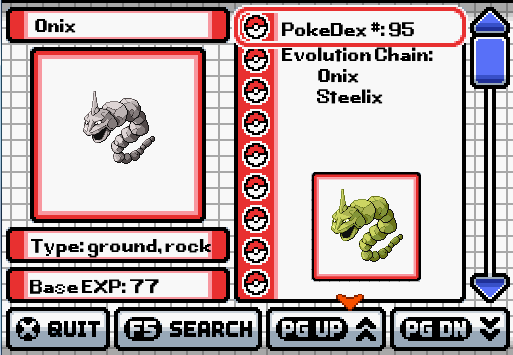 Onix
Type: ground, rock
Base EXP: 77
PokeDex #: 95
Evolution Chain:
Onix
Steelix
X QUIT
F5 SEARCH
PG UP
PG DN